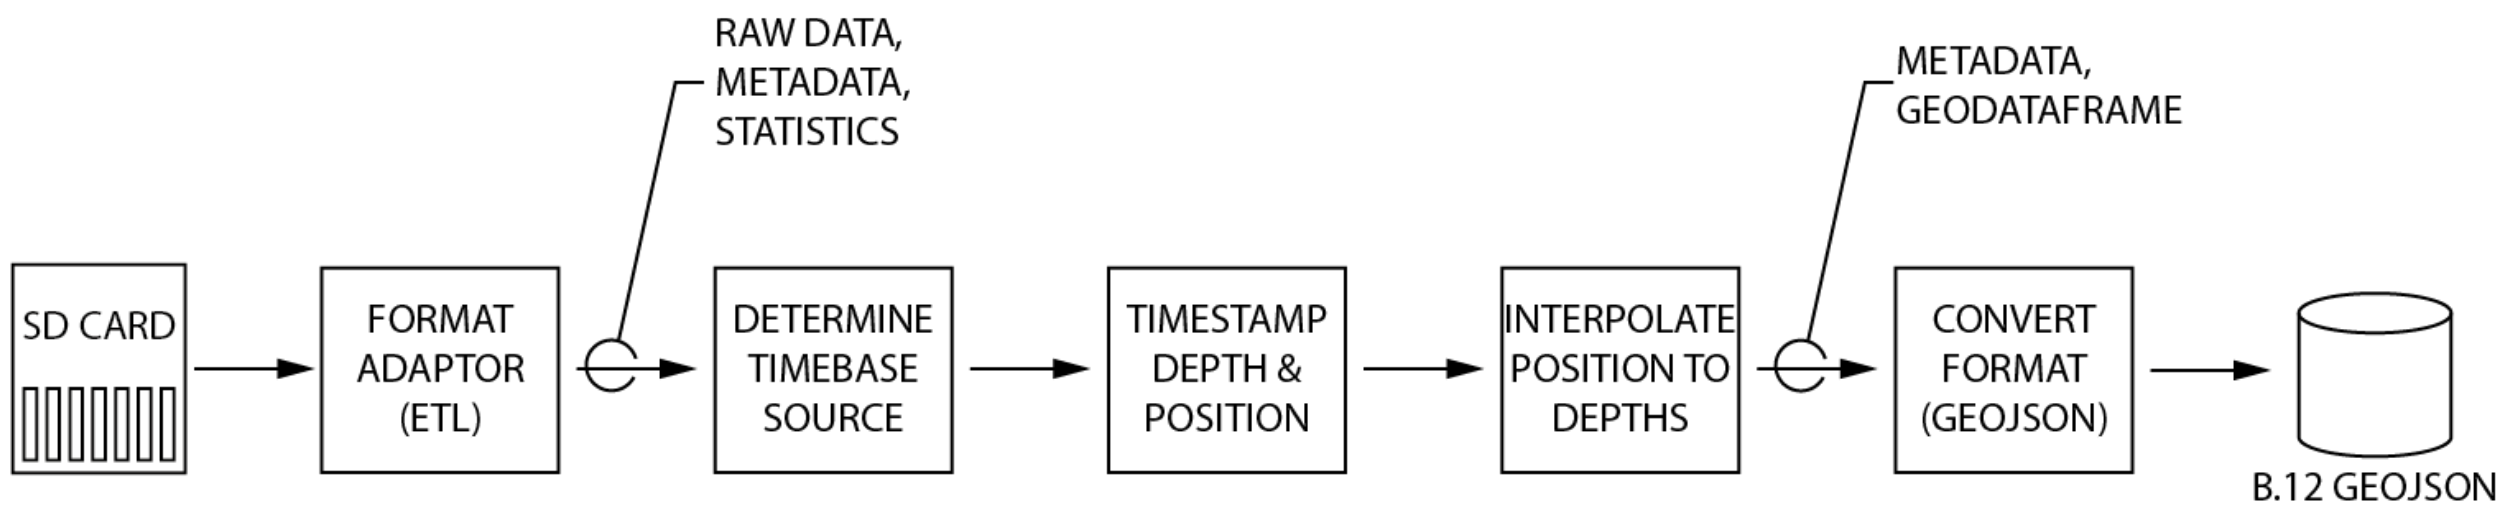 RAW DATA,
METADATA,
STATISTICS
METADATA,
GEODATAFRAME
SD CARD
FORMAT
ADAPTOR
(ETL)
DETERMINE
TIMEBASE
SOURCE
TIMESTAMP
DEPTH &
POSITION
INTERPOLATE
POSITION TO
DEPTHS
CONVERT
FORMAT
(GEOJSON)
B.12 GEOJSON